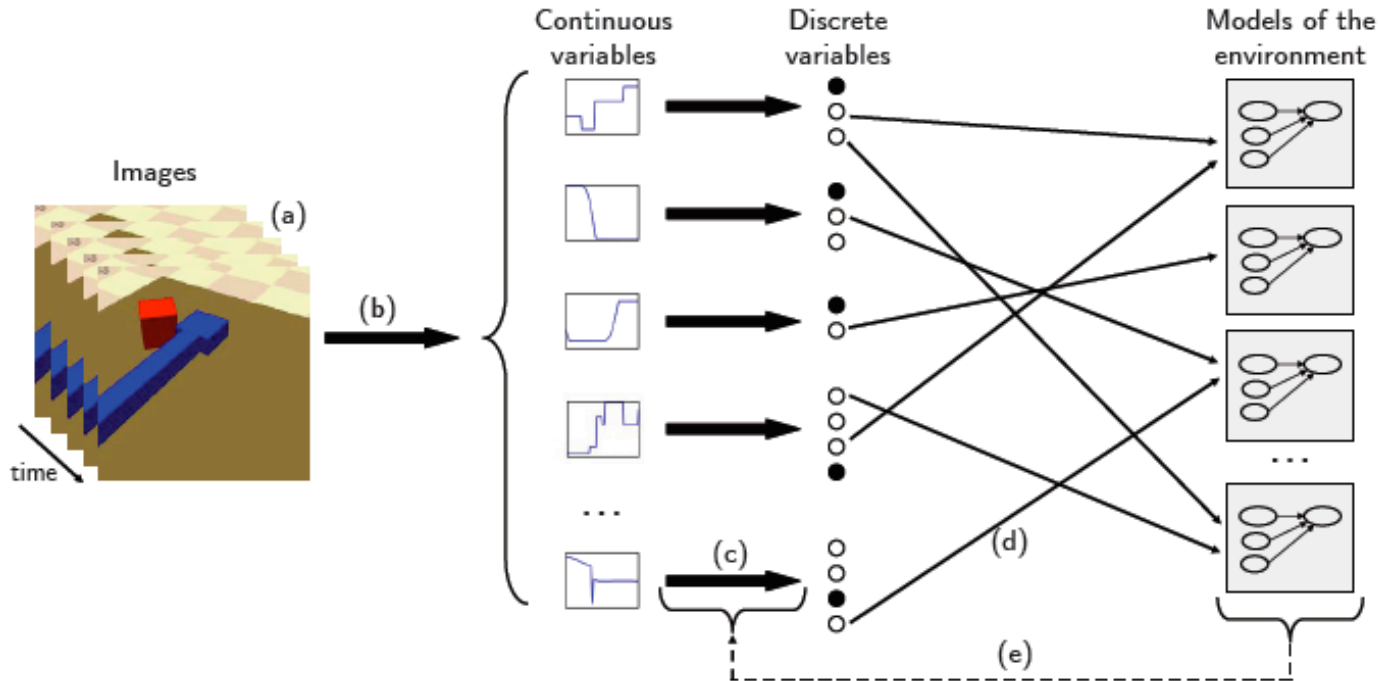 Continuous
variables
Discrete
variables
Models of the
environment
Images
(a)
(b)
time
. . .
. . .
(c)
(d)
(e)